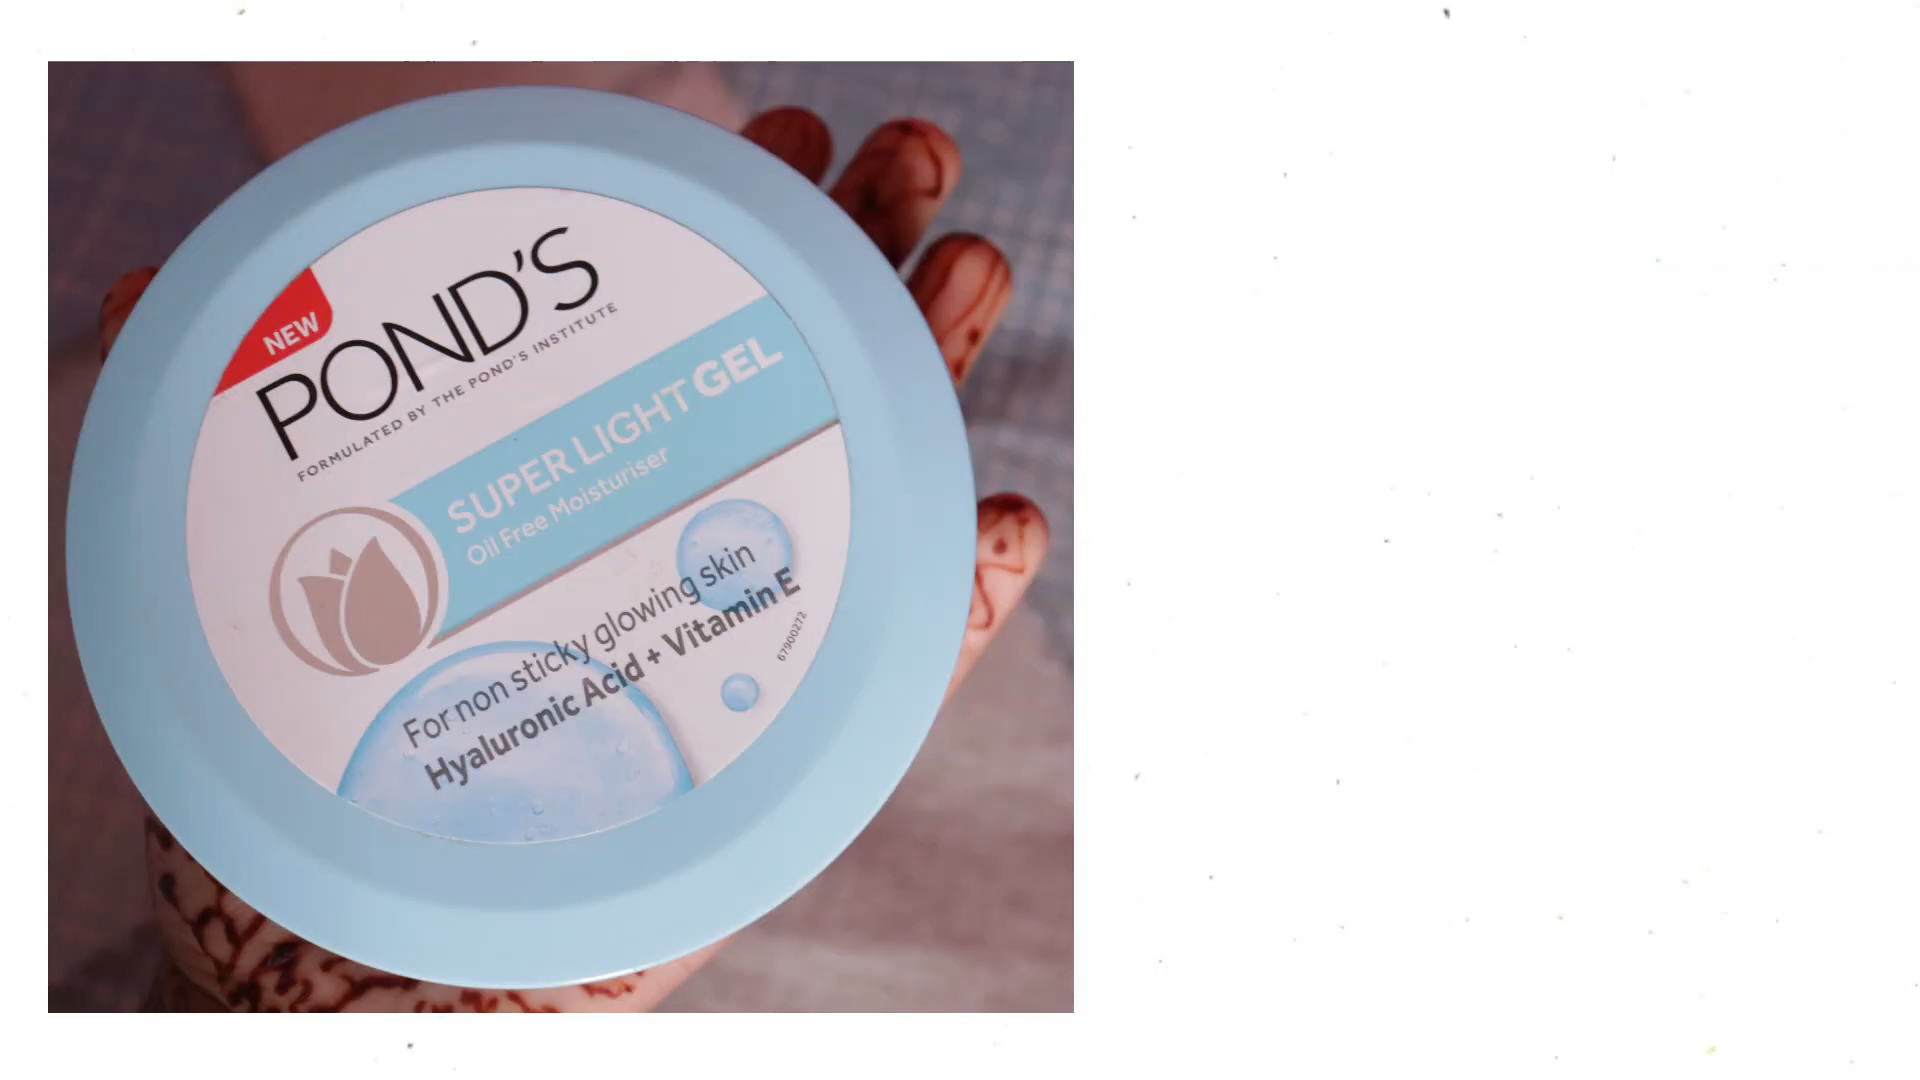 NEW
POND'S
FORMULATED BY THE POND'S INSTITUTE
SUPER LIGHT GEL
Oil Free Moisturiser
For non sticky glowing skin
Hyaluronic Acid + Vitamin E
67900272